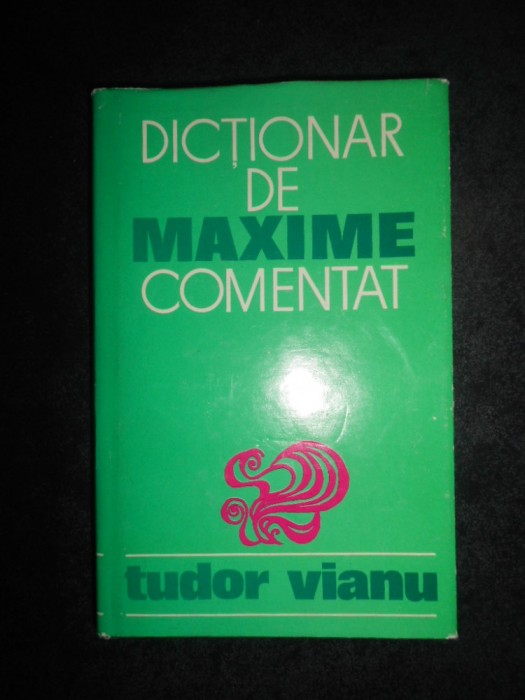 DICȚIONAR
DE
MAXIME
COMENTAT
tudor vianu